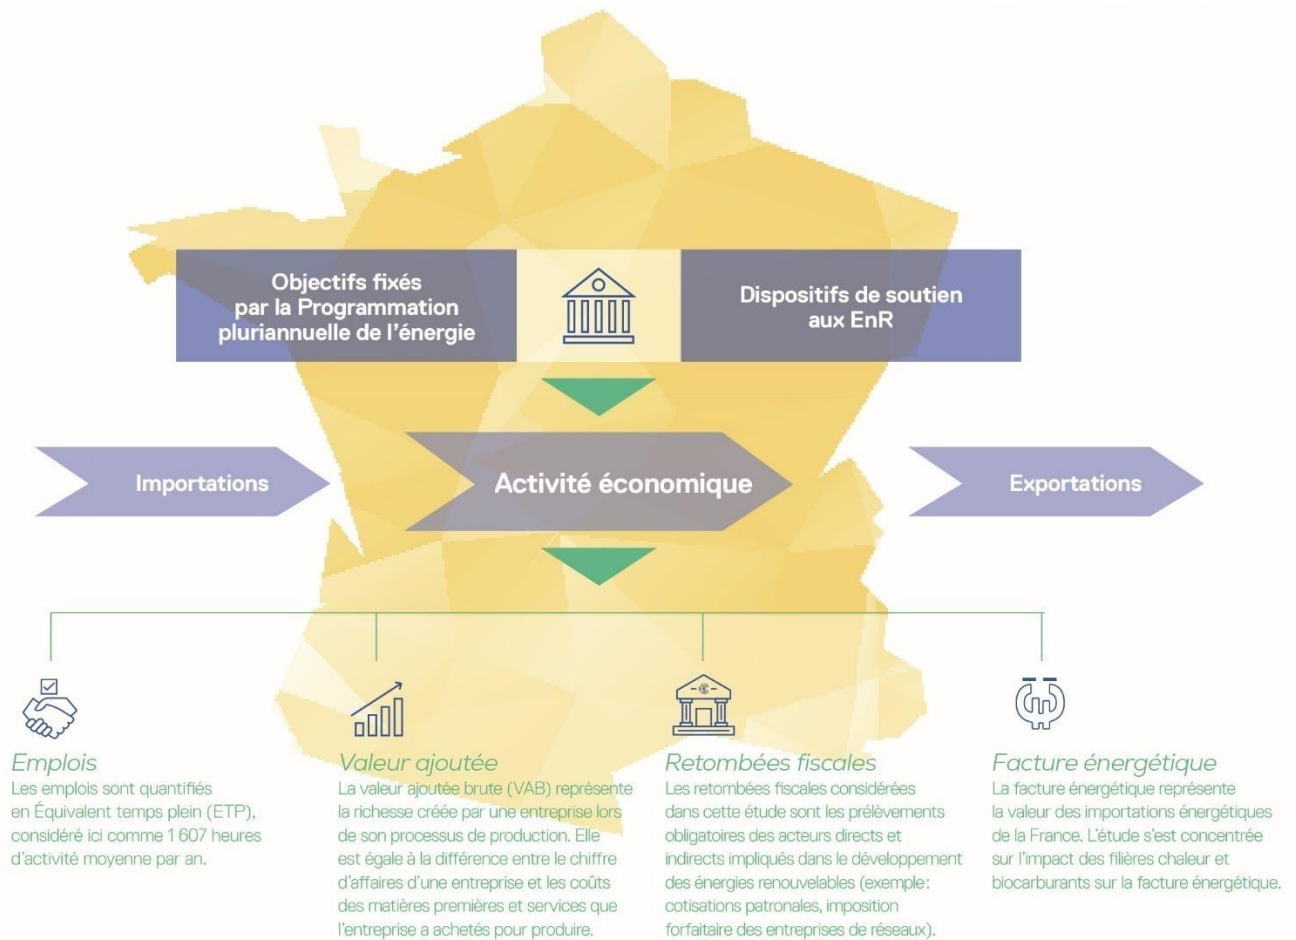 Objectifs fixés
par la Programmation
pluriannuelle de l'énergie
Dispositifs de soutien
aux EnR
Importations
Activité économique
Exportations
Emplois
Les emplois sont quantifiés
en Équivalent temps plein (ETP),
considéré ici comme 1 607 heures
d'activité moyenne par an.
Valeur ajoutée
La valeur ajoutée brute (VAB) représente
la richesse créée par une entreprise lors
de son processus de production. Elle
est égale à la différence entre le chiffre
d'affaires d'une entreprise et les coûts
des matières premières et services que
l'entreprise a achetés pour produire.
Retombées fiscales
Les retombées fiscales considérées
dans cette étude sont les prélèvements
obligatoires des acteurs directs et
indirects impliqués dans le développement
des énergies renouvelables (exemple:
cotisations patronales, imposition
forfaitaire des entreprises de réseaux).
Facture énergétique
La facture énergétique représente
la valeur des importations énergétiques
de la France. L'étude s'est concentrée
sur l'impact des filières chaleur et
biocarburants sur la facture énergétique.